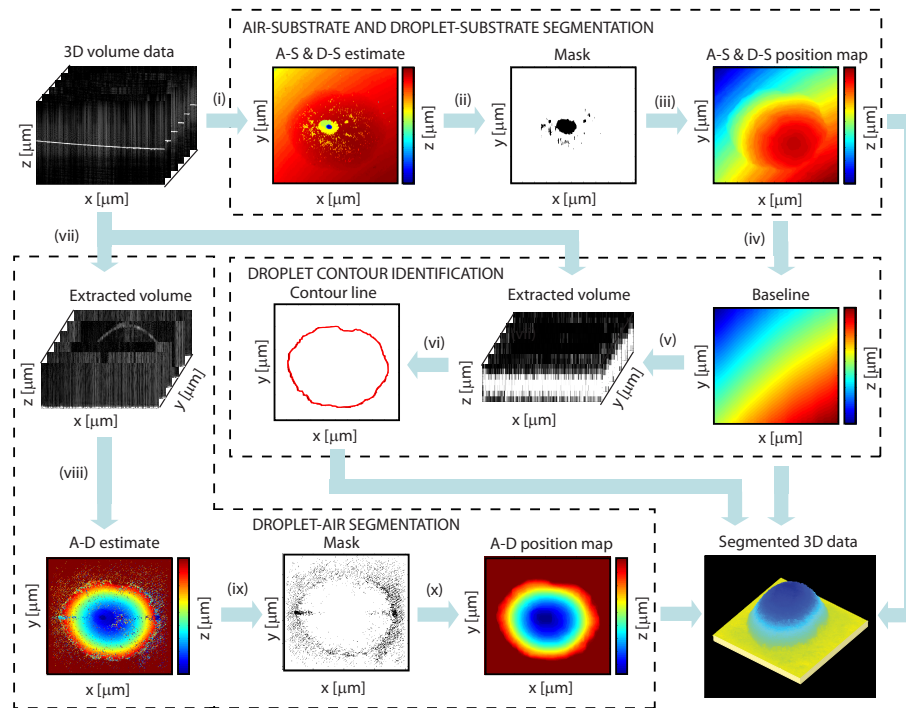 AIR-SUBSTRATE AND DROPLET-SUBSTRATE SEGMENTATION
3D volume data
z [µm]
x [µm]
(i)
A-S & D-S estimate
y [µm]
z [µm]
x [µm]
(ii)
Mask
y [µm]
x [µm]
(iii)
A-S & D-S position map
y [µm]
z [µm]
x [µm]
(vii)
(iv)
DROPLET CONTOUR IDENTIFICATION
Extracted volume
z [µm]
y [µm]
x [µm]
Contour line
y [µm]
x [µm]
(vi)
Extracted volume
z [µm]
y [µm]
x [µm]
(v)
Baseline
y [µm]
z [µm]
x [µm]
(viii)
DROPLET-AIR SEGMENTATION
A-D estimate
y [µm]
z [µm]
x [µm]
(ix)
Mask
y [µm]
x [µm]
(x)
A-D position map
y [µm]
z [µm]
x [µm]
Segmented 3D data